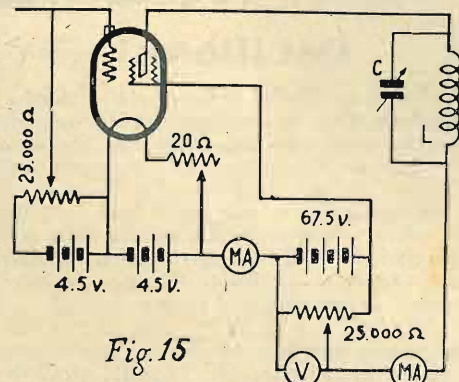 C
L
20 Ω
25.000 Ω
67.5 v.
MA
4.5 v.
4.5 v.
25.000 Ω
Fig. 15
V
MA